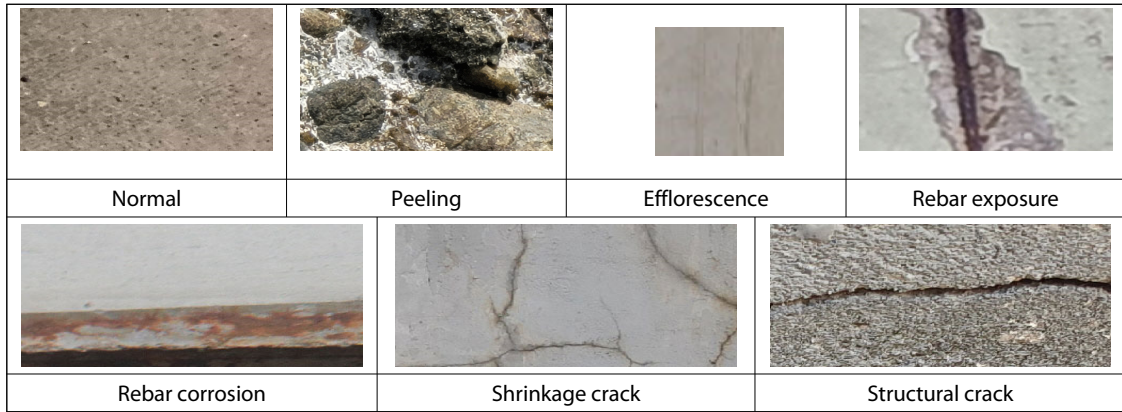 Normal
Peeling
Efflorescence
Rebar exposure
Rebar corrosion
Shrinkage crack
Structural crack